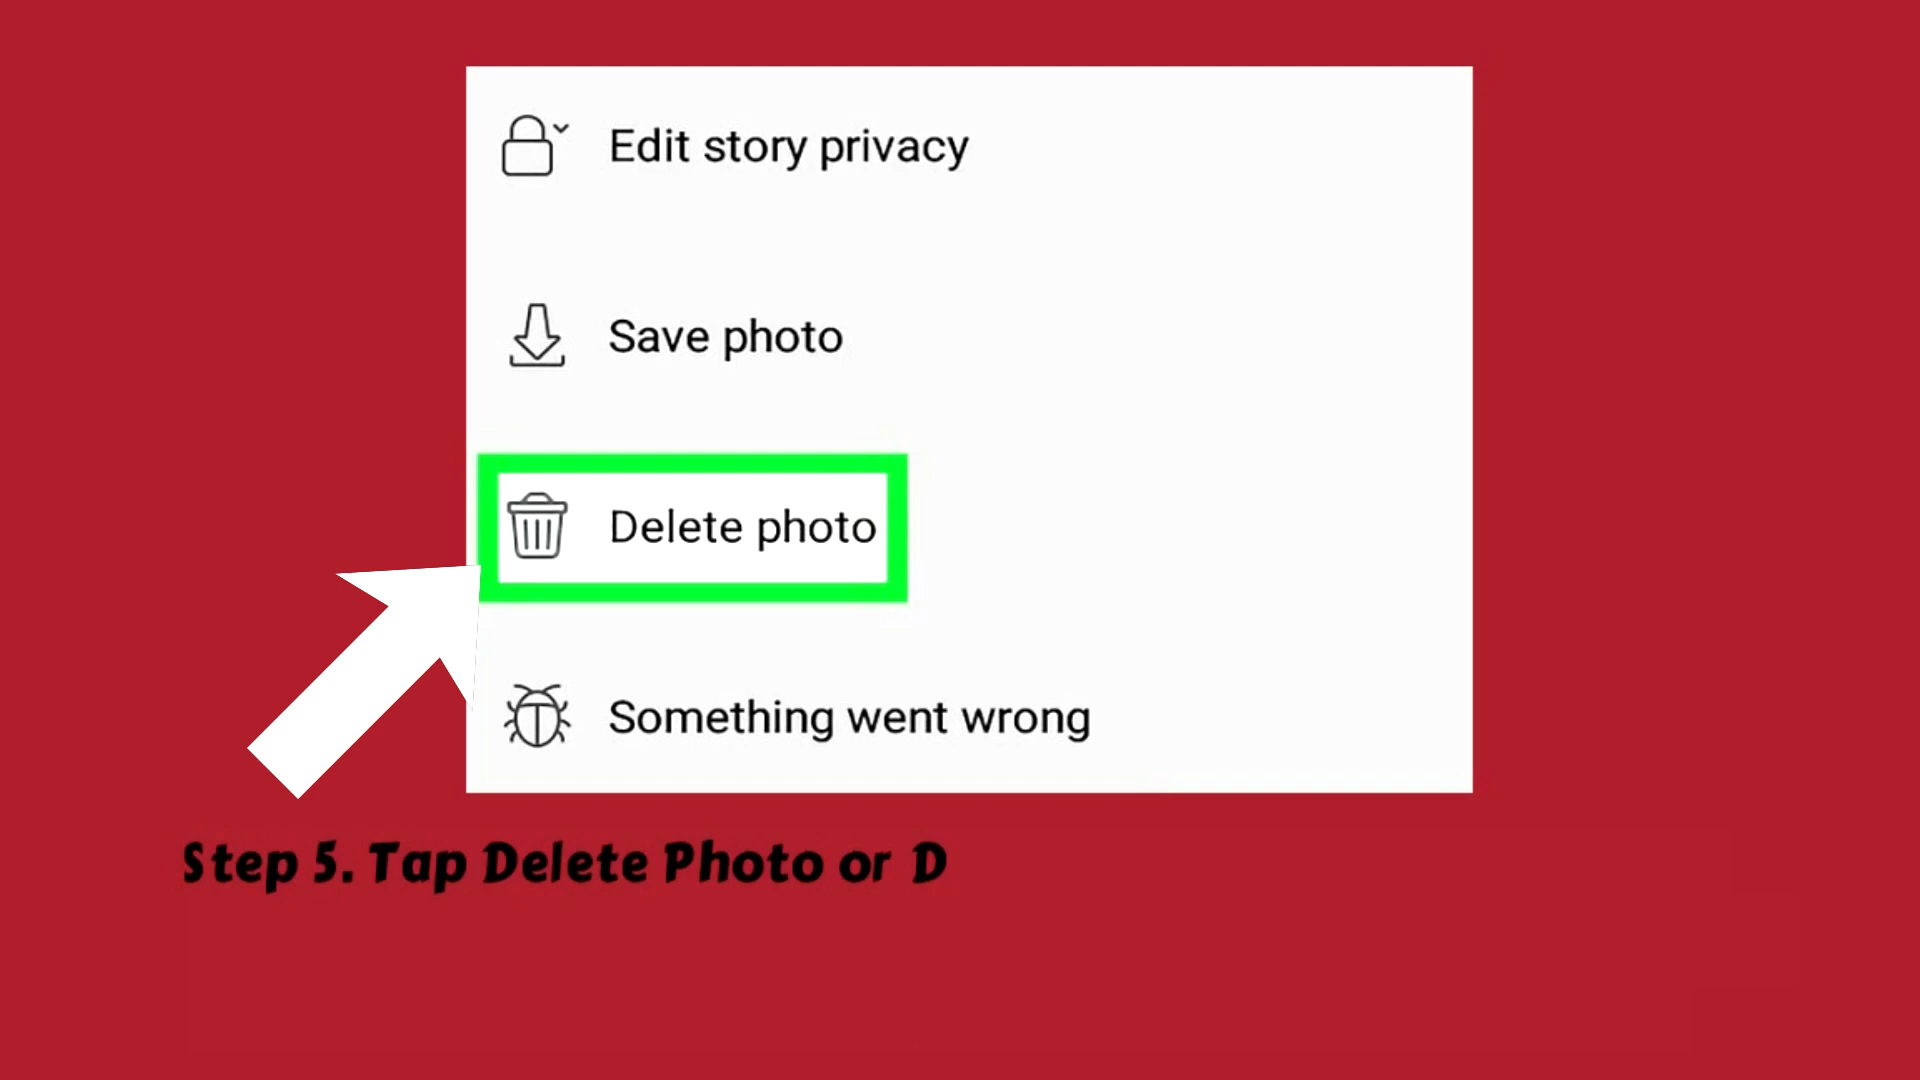 Edit story privacy
Save photo
Delete photo
Something went wrong
Step 5. Tap Delete Photo or D